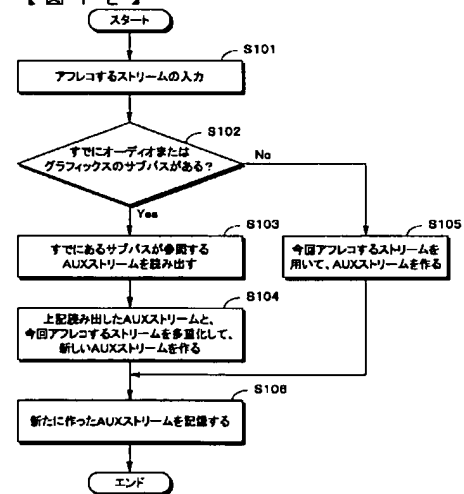 スタート
S101
アフレコするストリームの入力
S102
すでにオーディオまたは
グラフィックスのサブパスがある?
No
Yes
S103
すでにあるサブパスが参照する
AUXストリームを読み出す
S105
今回アフレコするストリームを
用いて、AUXストリームを作る
S104
上記読み出したAUXストリームと、
今回アフレコするストリームを多重化して、
新しいAUXストリームを作る
S106
新たに作ったAUXストリームを記憶する
エンド